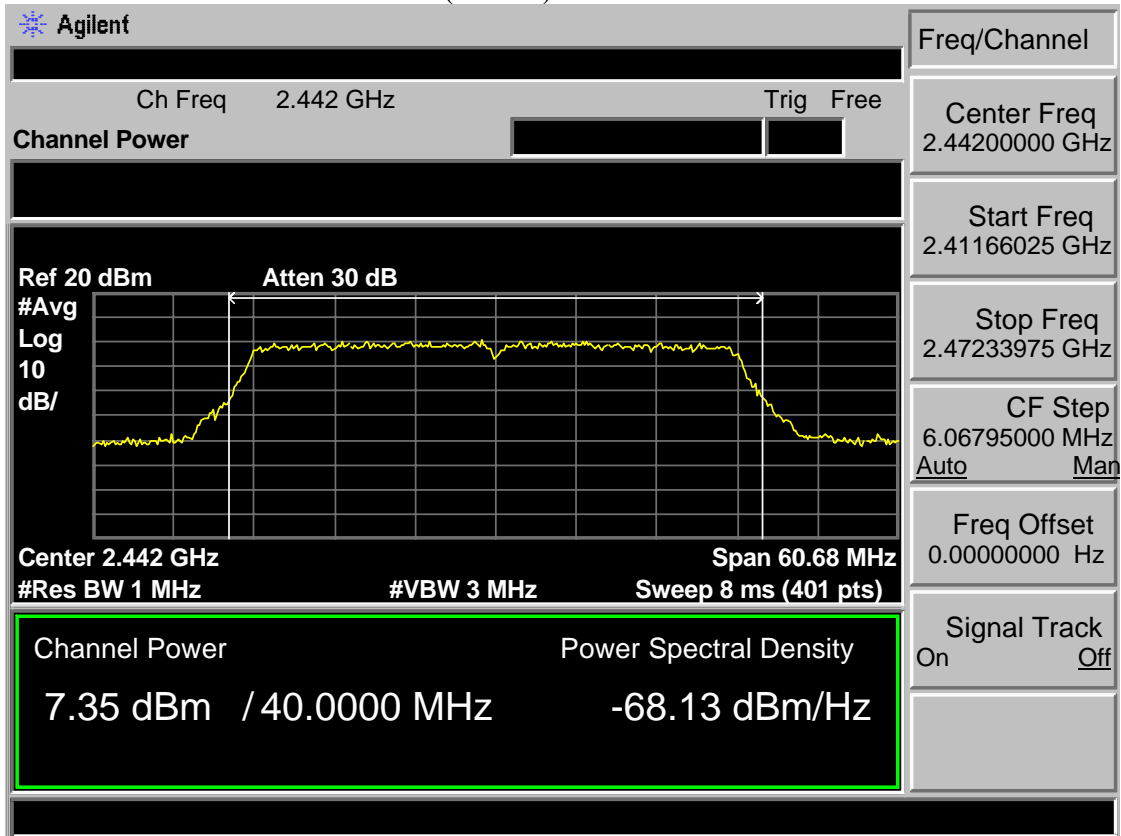 Agilent
Freq/Channel
Ch Freq 2.442 GHz Trig Free
Channel Power
Center Freq
2.44200000 GHz
Start Freq
2.41166025 GHz
Ref 20 dBm Atten 30 dB
#Avg
Log
10
dB/
Stop Freq
2.47233975 GHz
CF Step
6.06795000 MHz
Auto Man
Center 2.442 GHz Span 60.68 MHz
#Res BW 1 MHz #VBW 3 MHz Sweep 8 ms (401 pts)
Freq Offset
0.00000000 Hz
Channel Power Power Spectral Density
7.35 dBm / 40.0000 MHz -68.13 dBm/Hz
Signal Track
On Off